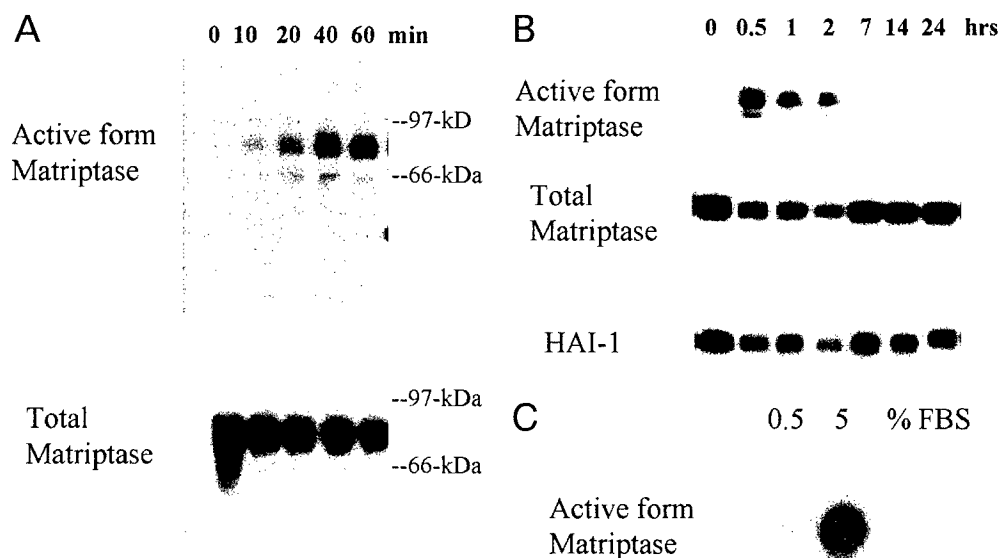 A
0 10 20 40 60 min
Active form
Matriptase
--97-kD
--66-kDa
Total
Matriptase
--97-kDa
--66-kDa
B
0 0.5 1 2 7 14 24 hrs
Active form
Matriptase
Total
Matriptase
HAI-1
C
0.5 5 % FBS
Active form
Matriptase